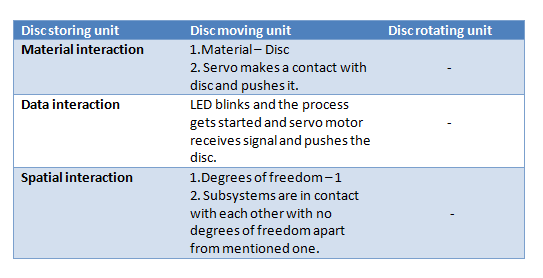 Disc storing unit Disc moving unit Disc rotating unit
Material interaction 1.Material – Disc
2. Servo makes a contact with
disc and pushes it. -
Data interaction LED blinks and the process
gets started and servo motor -
receives signal and pushes the
disc.
Spatial interaction 1.Degrees of freedom – 1
2. Subsystems are in contact
with each other with no
degrees of freedom apart -
from mentioned one.